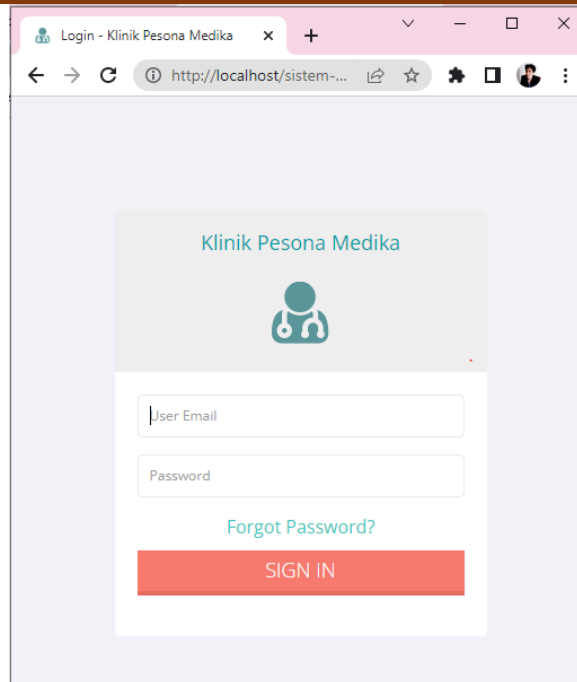 Login - Klinik Pesona Medika
http://localhost/sistem-...
Klinik Pesona Medika
User Email
Password
Forgot Password?
SIGN IN